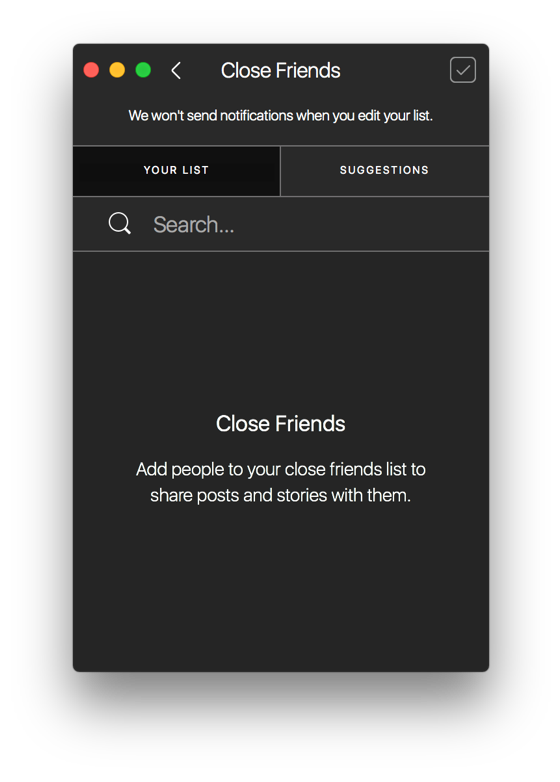 Close Friends
We won't send notifications when you edit your list.
YOUR LIST
SUGGESTIONS
Search...
Close Friends
Add people to your close friends list to
share posts and stories with them.